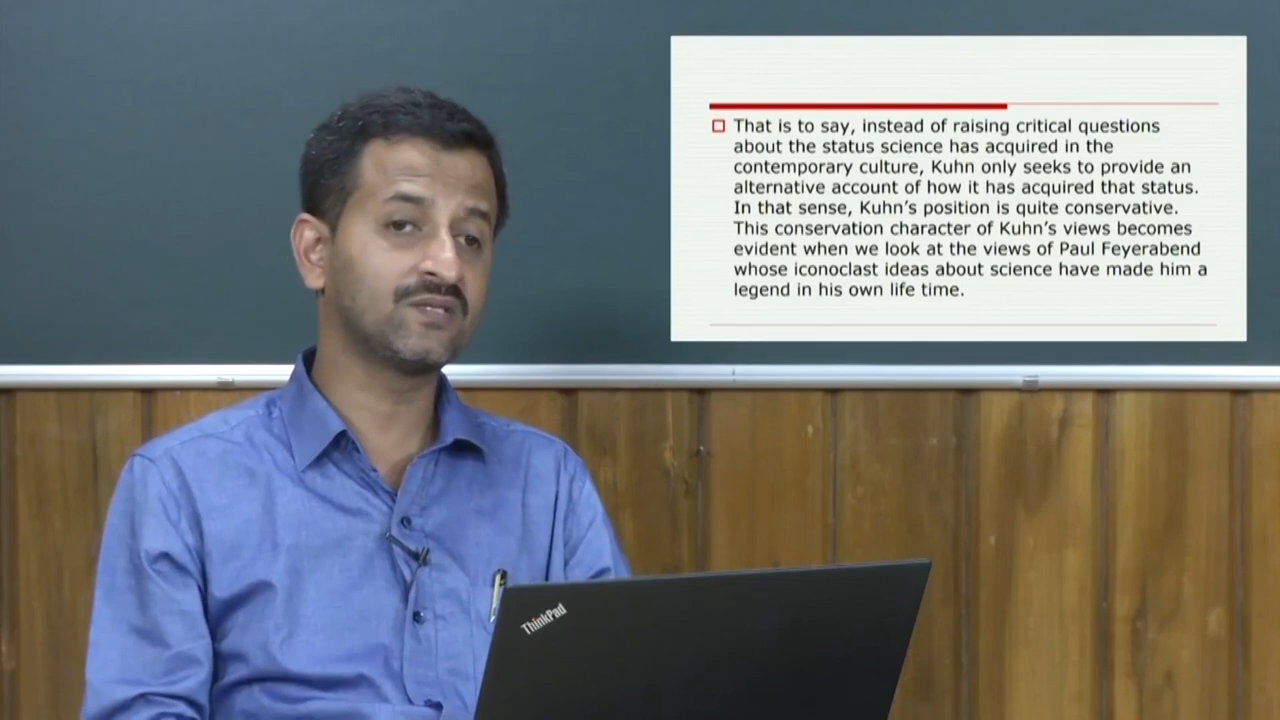 That is to say, instead of raising critical questions
about the status science has acquired in the
contemporary culture, Kuhn only seeks to provide an
alternative account of how it has acquired that status.
In that sense, Kuhn's position is quite conservative.
This conservation character of Kuhn's views becomes
evident when we look at the views of Paul Feyerabend
whose iconoclast ideas about science have made him a
legend in his own life time.
ThinkPad